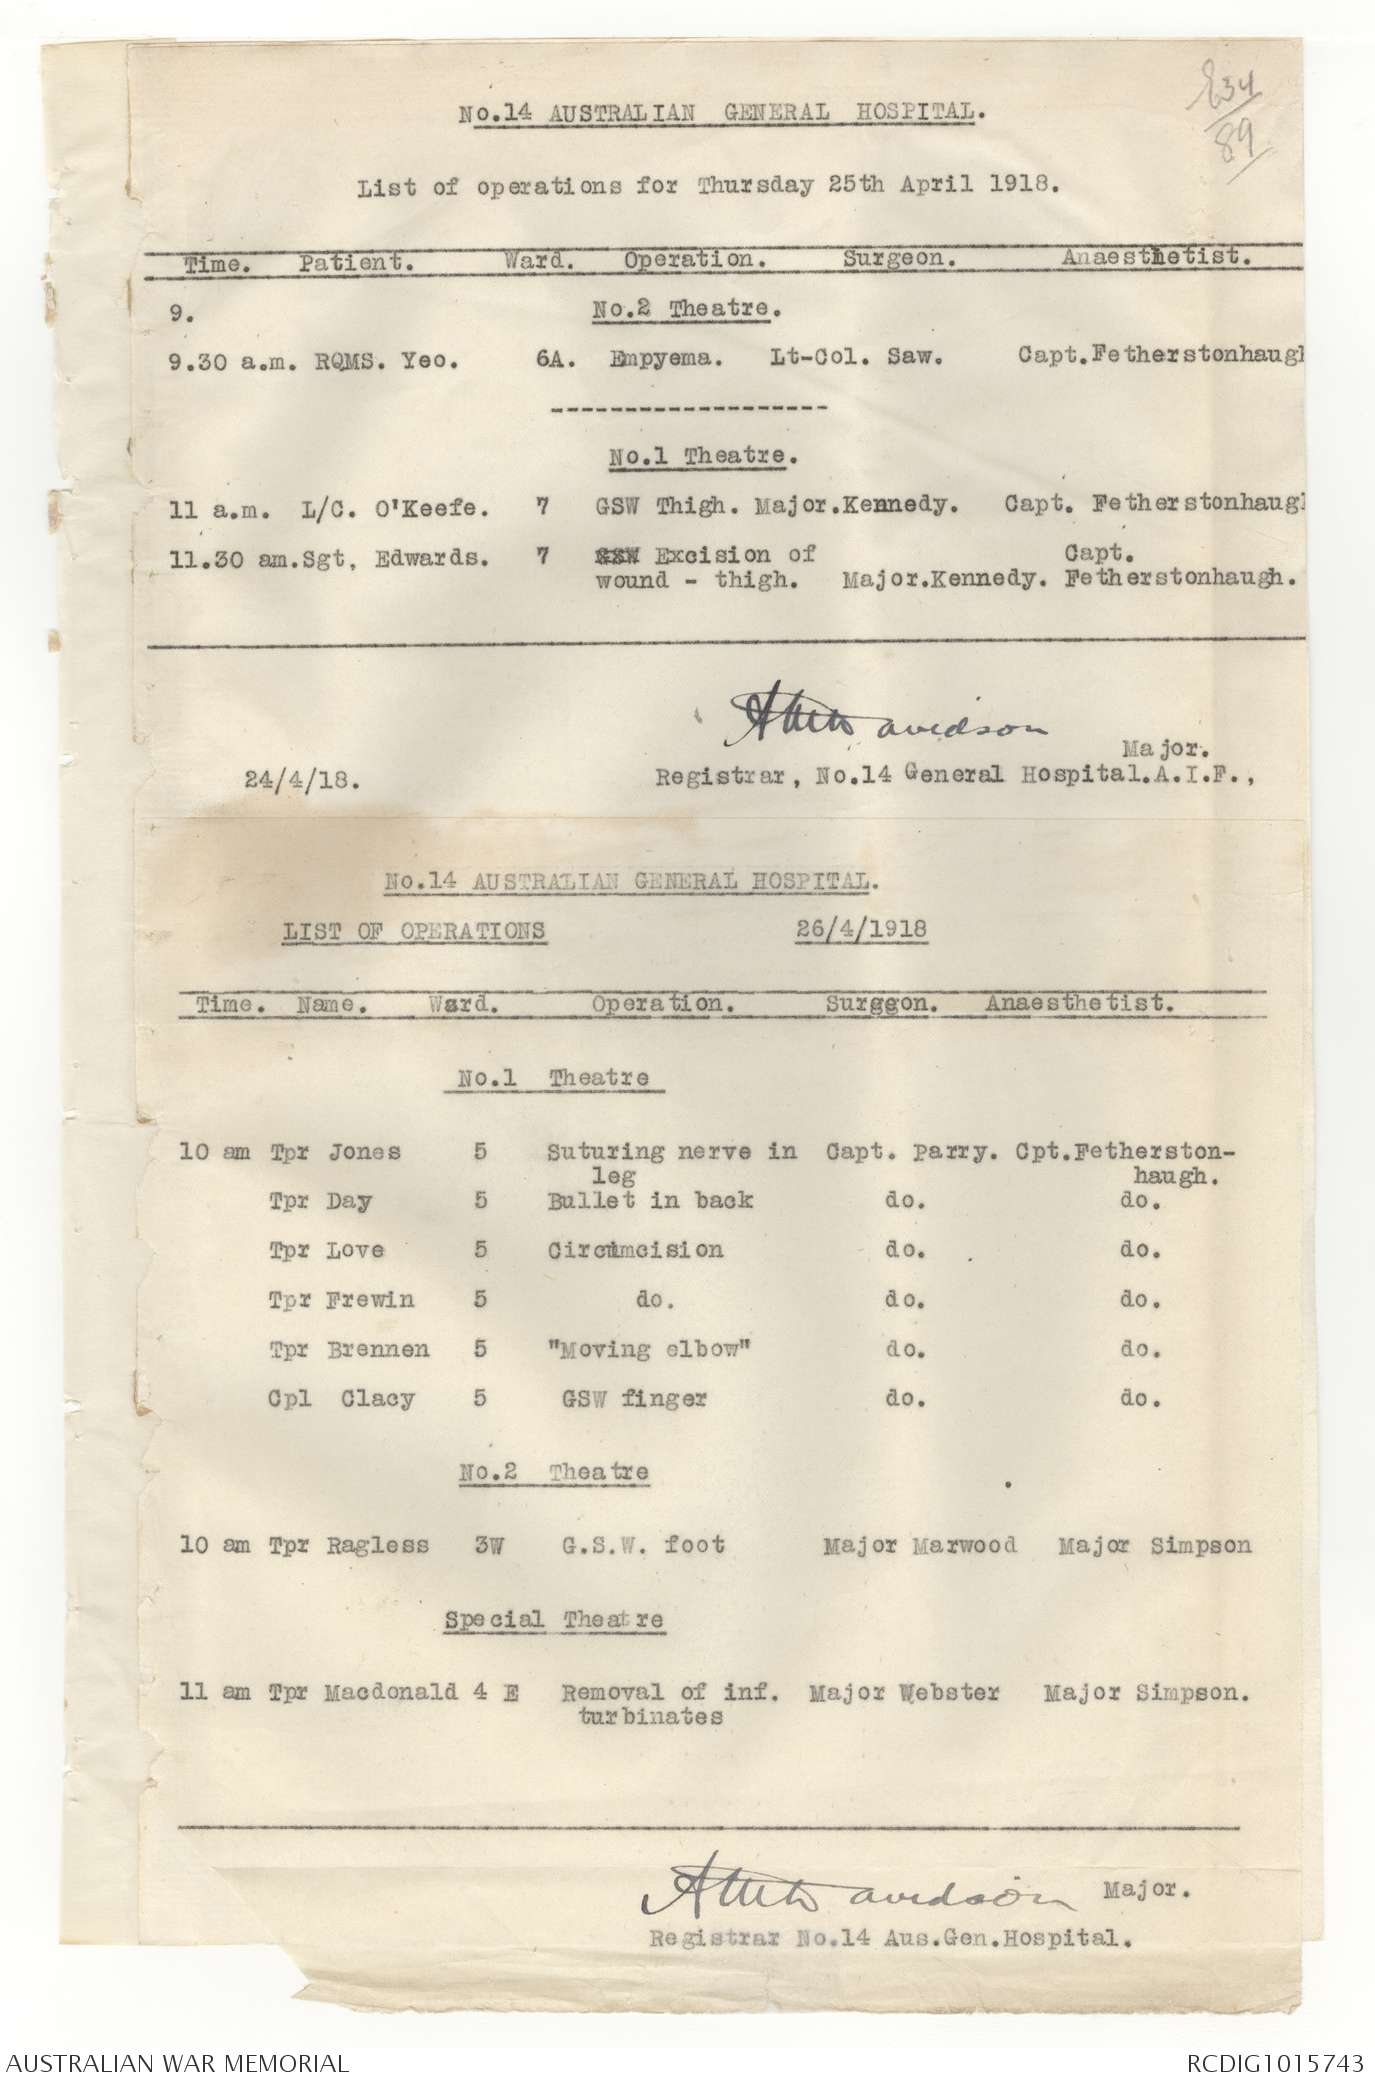 834
89
No.14 AUSTRALIAN GENERAL HOSPITAL.
List of operations for Thursday 25th April 1918.
Time. Patient. Ward. Operation. Surgeon. Anaesthetist.
9. No.2 Theatre.
9.30 a.m. RQMS. Yeo. 6A. Empyema. Lt-Col. Saw. Capt.Fetherstonhaugh
--------------------
No.1 Theatre.
11 a.m. L/C. O'Keefe. 7 GSW Thigh. Major.Kennedy. Capt. Fetherstonhaugh
11.30 am.Sgt, Edwards. 7 GSW Excision of Capt.
wound - thigh. Major.Kennedy. Fetherstonhaugh.
Davidson
Major.
24/4/18. Registrar, No.14 General Hospital.A.I.F.,
No.14 AUSTRALIAN GENERAL HOSPITAL.
LIST OF OPERATIONS 26/4/1918
Time. Name. Ward. Operation. Surggon. Anaesthetist.
No.1 Theatre
10 am Tpr Jones 5 Suturing nerve in Capt. Parry. Cpt.Fetherston-
leg haugh.
Tpr Day 5 Bullet in back do. do.
Tpr Love 5 Circumcision do. do.
Tpr Frewin 5 do. do. do.
Tpr Brennen 5 "Moving elbow" do. do.
Cpl Clacy 5 GSW finger do. do.
No.2 Theatre
10 am Tpr Ragless 3W G.S.W. foot Major Marwood Major Simpson
Special Theatre
11 am Tpr Macdonald 4 E Removal of inf. Major Webster Major Simpson.
turbinates
Davidson Major.
Registrar No.14 Aus.Gen.Hospital.
AUSTRALIAN WAR MEMORIAL RCDIG1015743